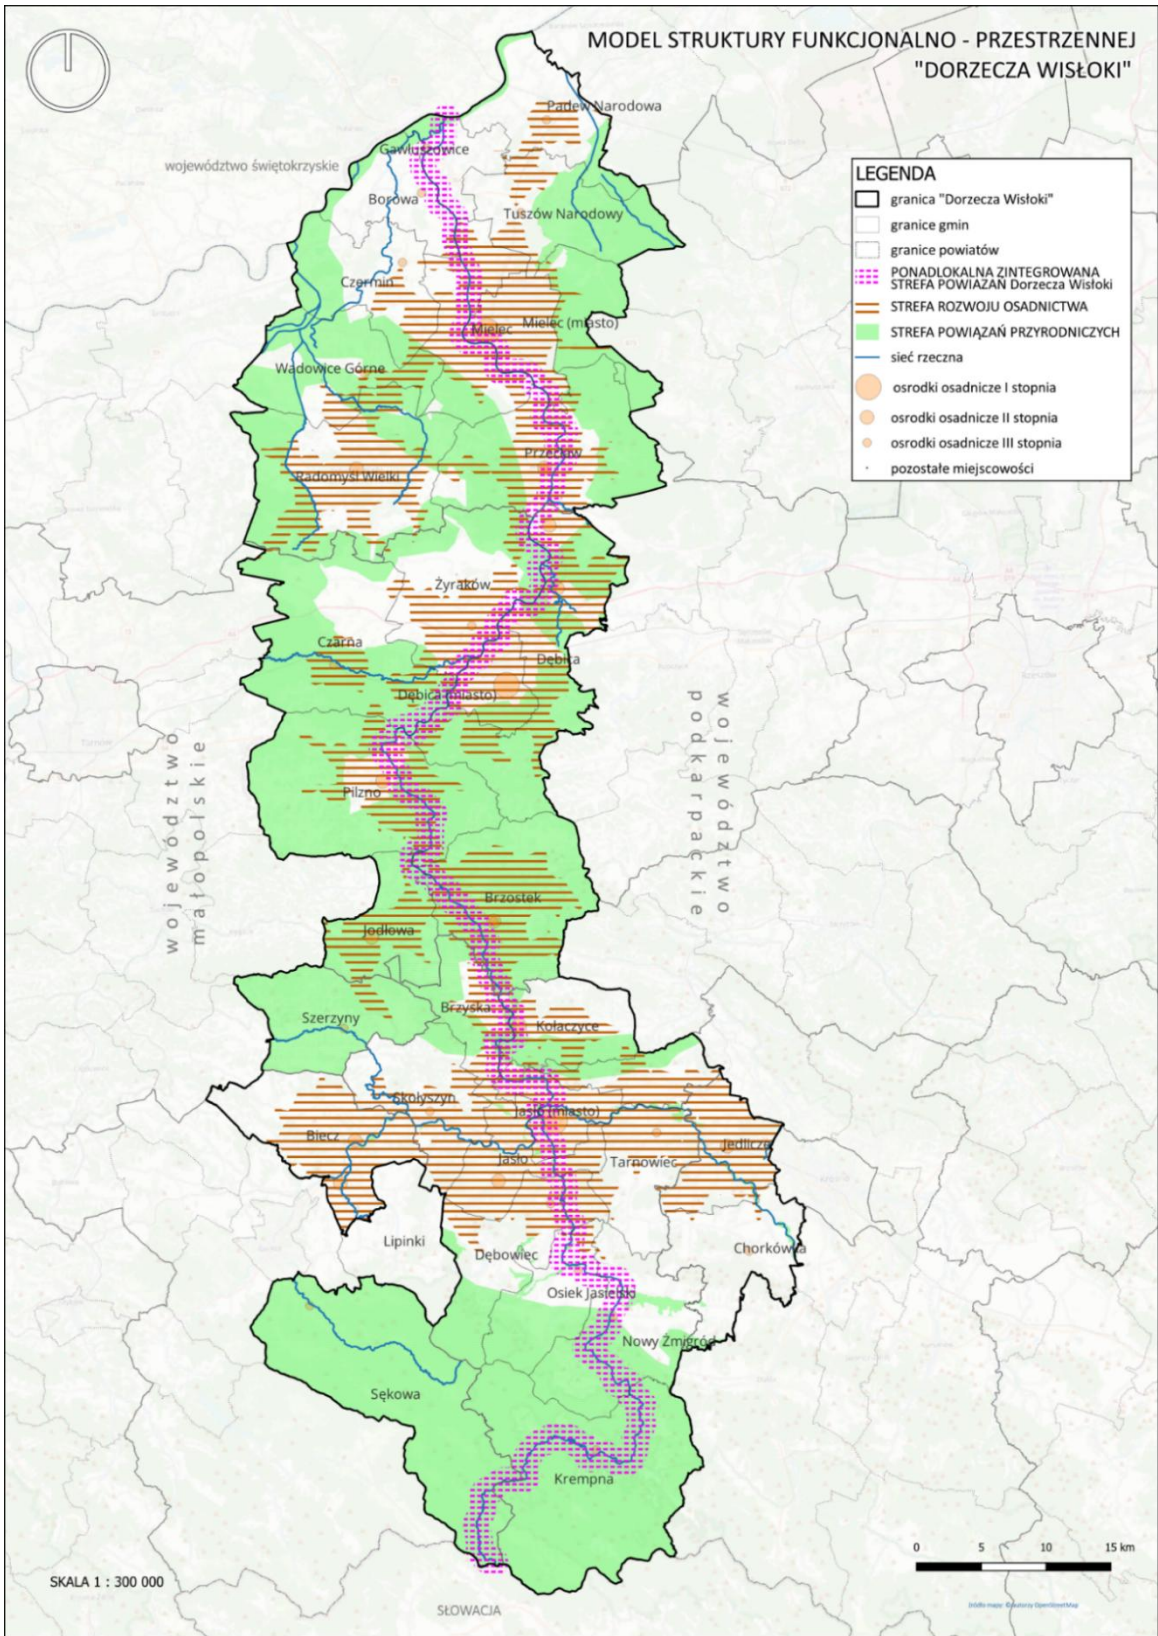 MODEL STRUKTURY FUNKCJONALNO - PRZESTRZENNEJ
"DORZECZA WISŁOKI"
Padew Narodowa
Gawłuszowice
województwo świętokrzyskie
LEGENDA
granica "Dorzecza Wisłoki"
granice gmin
granice powiatów
PONADLOKALNA ZINTEGROWANA
STREFA POWIĄZAŃ Dorzecza Wisłoki
STREFA ROZWOJU OSADNICTWA
STREFA POWIĄZAŃ PRZYRODNICZYCH
sieć rzeczna
osrodki osadnicze I stopnia
osrodki osadnicze II stopnia
osrodki osadnicze III stopnia
pozostałe miejscowości
Borowa
Tuszów Narodowy
Czermin
Mielec
Mielec (miasto)
Wadowice Górne
Przecław
Radomyśl Wielki
Żyraków
Czarna
Dębica
Dębica (miasto)
województwo
małopolskie
województwo
podkarpackie
Pilzno
Brzostek
Jodłowa
Brzyska
Kołaczyce
Szerzyny
Skołyszyn
Jasło (miasto)
Biecz
Jasło
Tarnowiec
Jedlicze
Lipinki
Dębowiec
Chorkówka
Osiek Jasielski
Nowy Żmigród
Sękowa
Krempna
0 5 10 15 km
SKALA 1 : 300 000
SŁOWACJA
źródło mapy: © autorzy OpenStreetMap